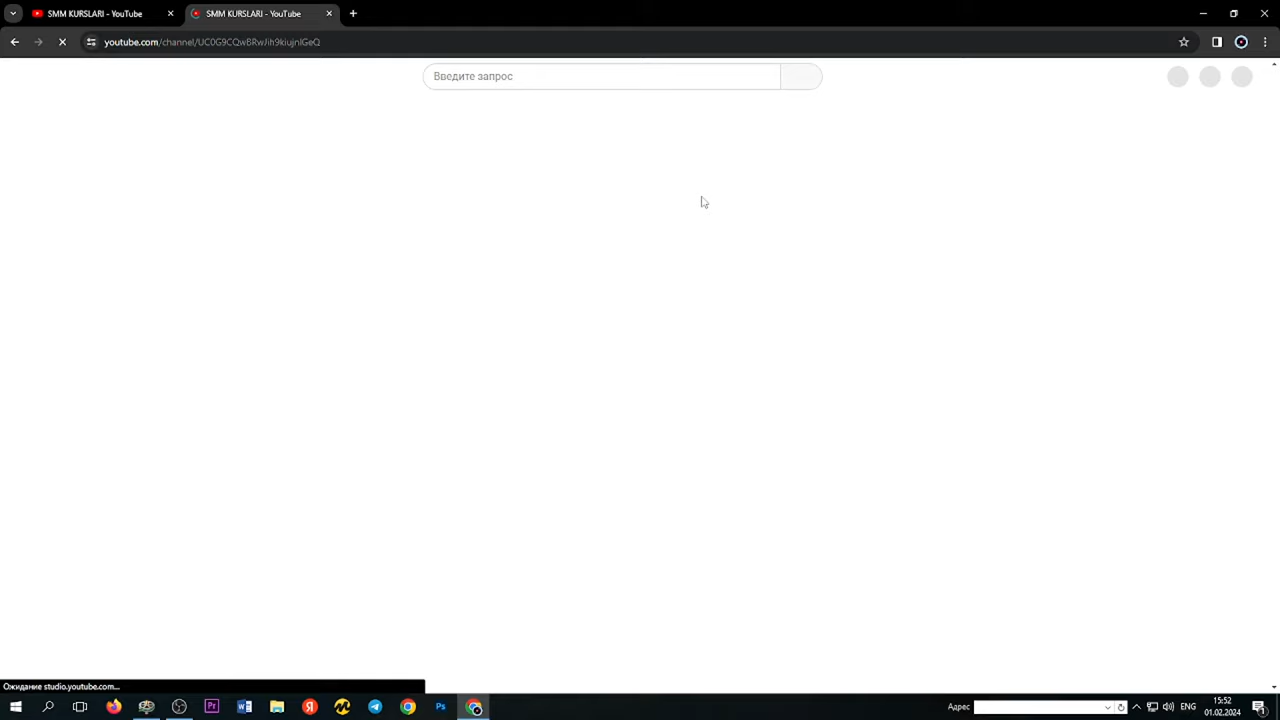 SMM KURSLARI - YouTube
SMM KURSLARI - YouTube
youtube.com/channel/UC0G9CQwBRwJih9kiujnIGeQ
Введите запрос
Ожидание studio.youtube.com...
Адрес
ENG
15:52
01.02.2024